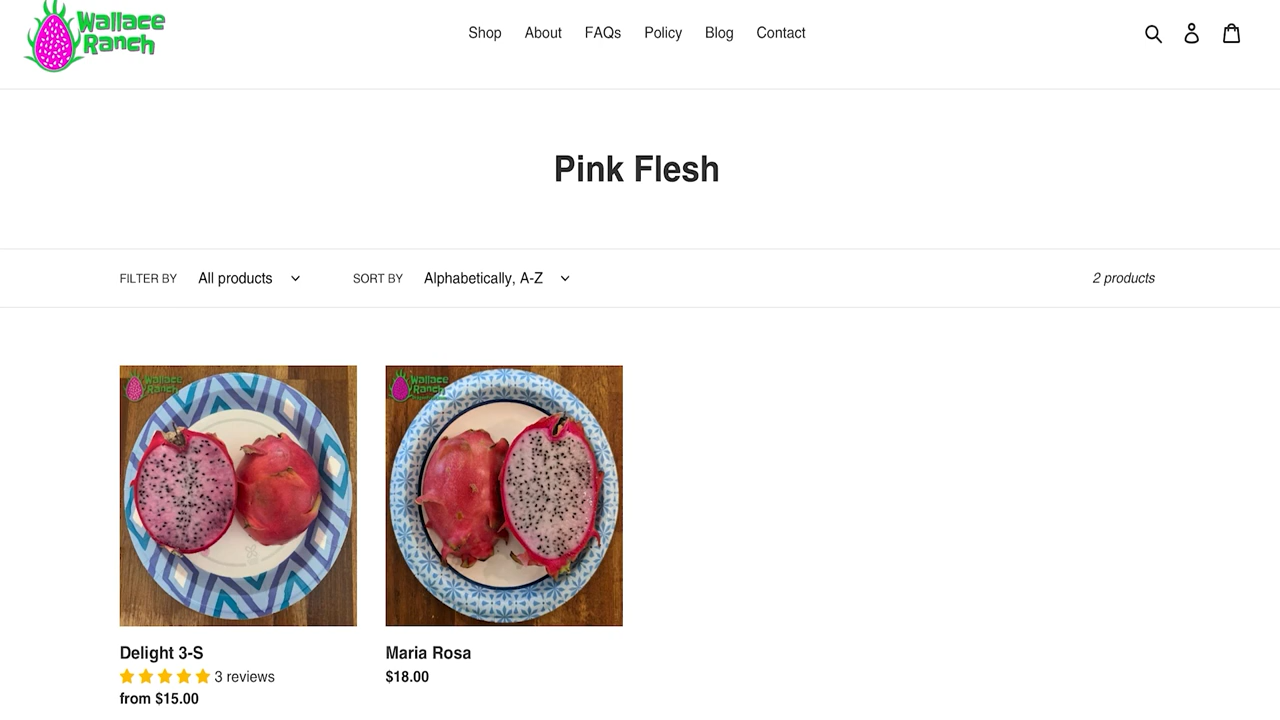 Wallace
Ranch
Shop About FAQs Policy Blog Contact
Pink Flesh
FILTER BY All products SORT BY Alphabetically, A-Z 2 products
Wallace
Ranch
Wallace
Ranch
Delight 3-S
3 reviews
from $15.00
Maria Rosa
$18.00